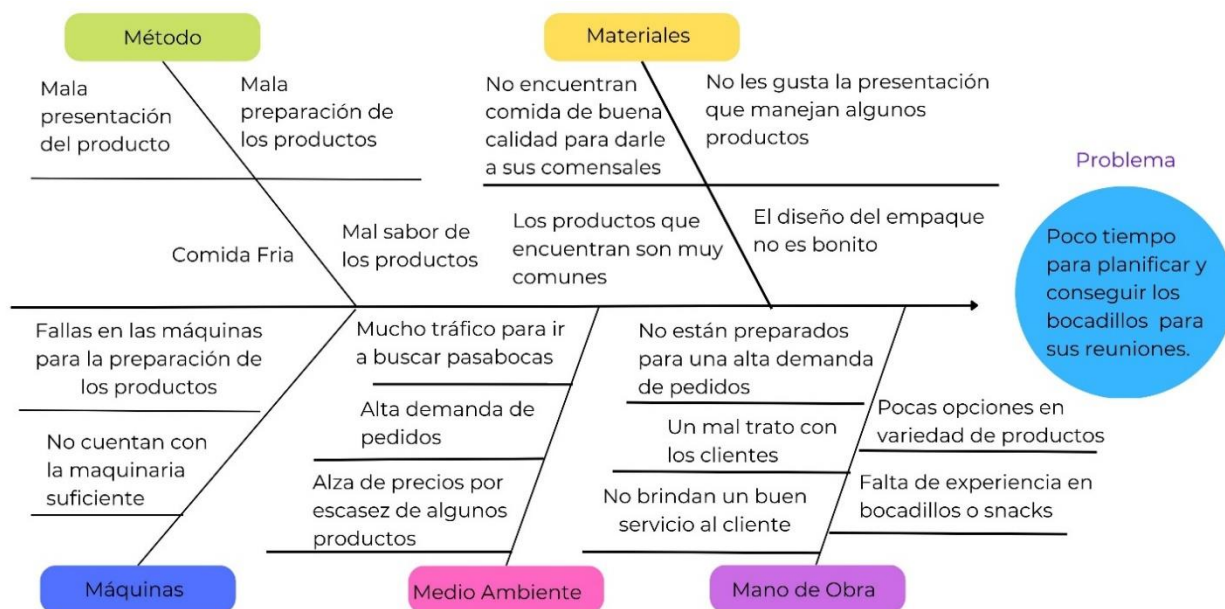 Método
Materiales
Mala
presentación
del producto
Mala
preparación de
los productos
No encuentran
comida de buena
calidad para darle
a sus comensales
No les gusta la presentación
que manejan algunos
productos
Problema
Comida Fria
Mal sabor de
los productos
Los productos que
encuentran son muy
comunes
El diseño del empaque
no es bonito
Poco tiempo
para planificar y
conseguir los
bocadillos para
sus reuniones.
Fallas en las máquinas
para la preparación de
los productos
No cuentan con
la maquinaria
suficiente
Mucho tráfico para ir
a buscar pasabocas
Alta demanda de
pedidos
Alza de precios por
escasez de algunos
productos
No están preparados
para una alta demanda
de pedidos
Un mal trato con
los clientes
No brindan un buen
servicio al cliente
Pocas opciones en
variedad de productos
Falta de experiencia en
bocadillos o snacks
Máquinas
Medio Ambiente
Mano de Obra